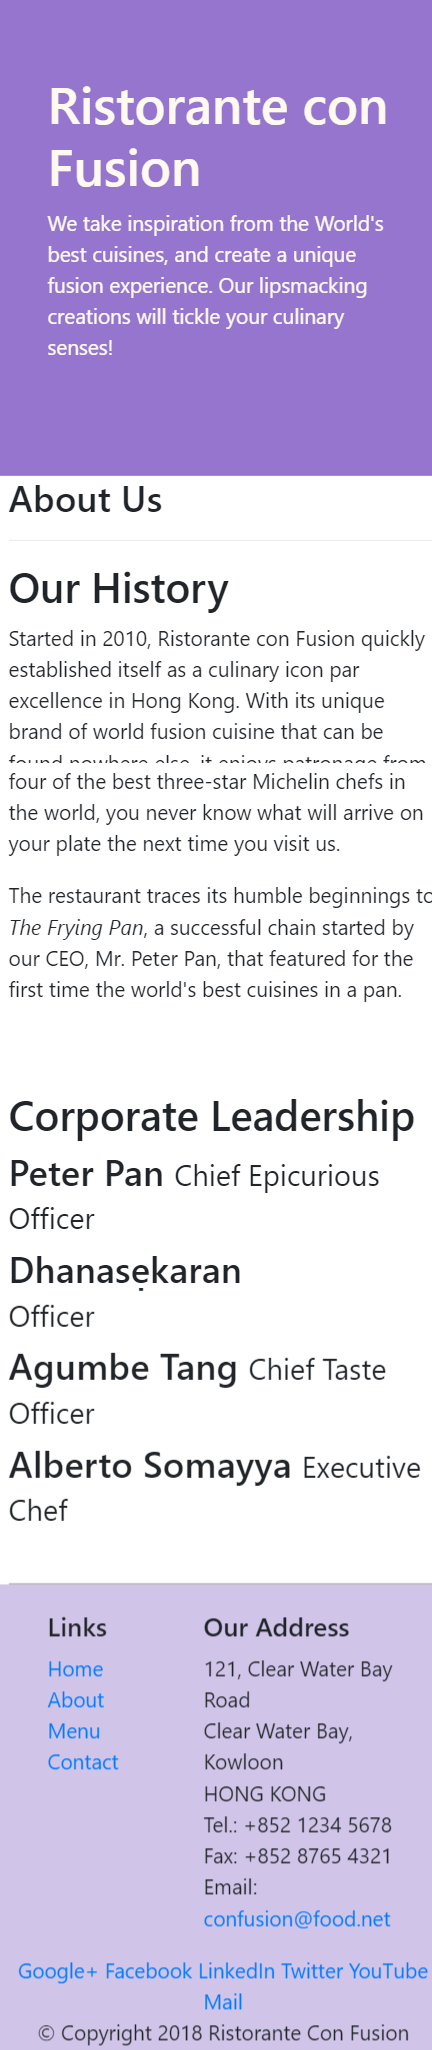 Ristorante con
Fusion
We take inspiration from the World's
best cuisines, and create a unique
fusion experience. Our lipsmacking
creations will tickle your culinary
senses!
About Us
Our History
Started in 2010, Ristorante con Fusion quickly
established itself as a culinary icon par
excellence in Hong Kong. With its unique
brand of world fusion cuisine that can be
found nowhere else, it enjoys patronage from
four of the best three-star Michelin chefs in
the world, you never know what will arrive on
your plate the next time you visit us.
The restaurant traces its humble beginnings to
The Frying Pan, a successful chain started by
our CEO, Mr. Peter Pan, that featured for the
first time the world's best cuisines in a pan.
Corporate Leadership
Peter Pan Chief Epicurious
Officer
Dhanasẹkaran
Officer
Agumbe Tang Chief Taste
Officer
Alberto Somayya Executive
Chef
Links
Home
About
Menu
Contact
Our Address
121, Clear Water Bay
Road
Clear Water Bay,
Kowloon
HONG KONG
Tel.: +852 1234 5678
Fax: +852 8765 4321
Email:
confusion@food.net
Google+ Facebook LinkedIn Twitter YouTube
Mail
© Copyright 2018 Ristorante Con Fusion